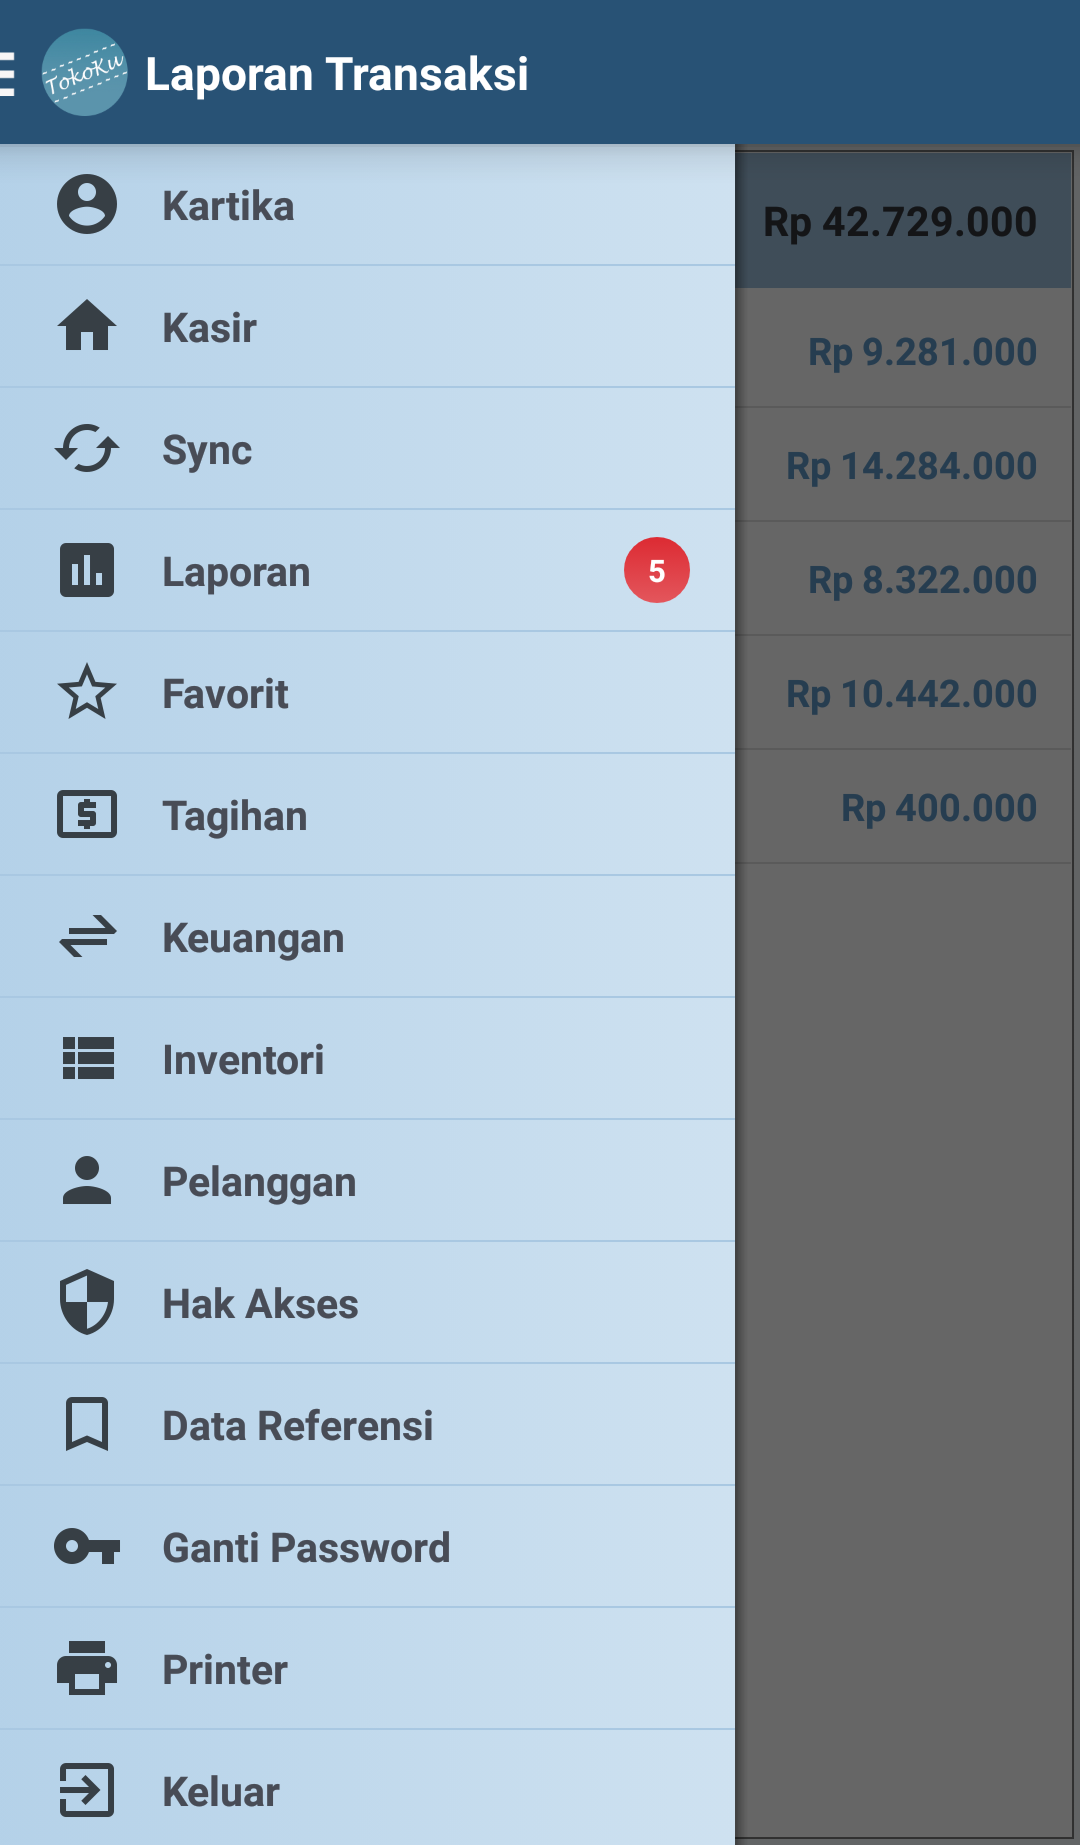 TokoKu
Laporan Transaksi
Kartika
Rp 42.729.000
Kasir
Rp 9.281.000
Sync
Rp 14.284.000
Laporan
5
Rp 8.322.000
Favorit
Rp 10.442.000
Tagihan
Rp 400.000
Keuangan
Inventori
Pelanggan
Hak Akses
Data Referensi
Ganti Password
Printer
Keluar